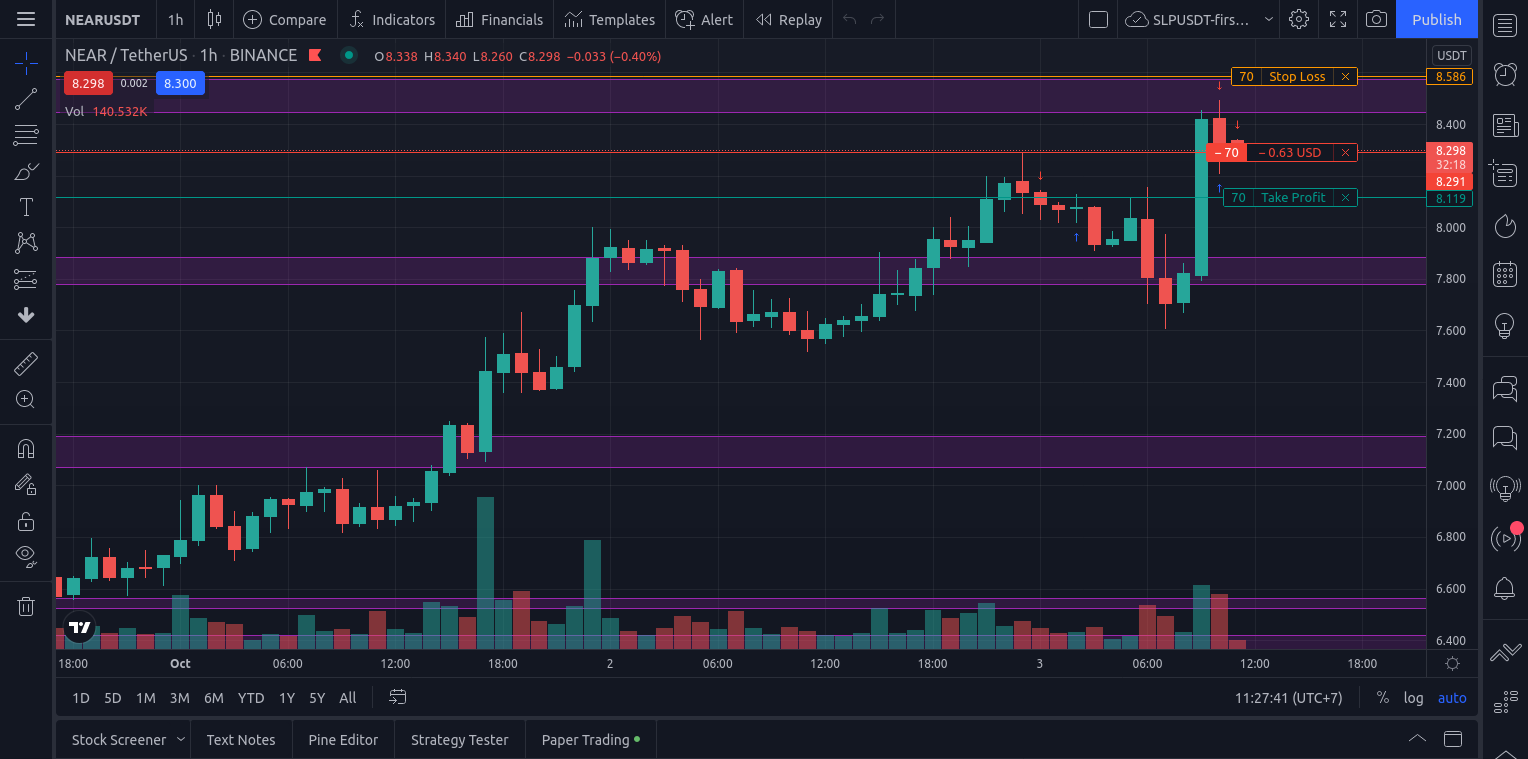 NEARUSDT 1h Compare Indicators Financials Templates Alert Replay SLPUSDT-firs... Publish
NEAR / TetherUS · 1h · BINANCE O8.338 H8.340 L8.260 C8.298 −0.033 (−0.40%) USDT
8.298 0.002 8.300
70 Stop Loss × 8.586
Vol 140.532K
8.400
− 70 − 0.63 USD × 8.298
32:18
8.291
70 Take Profit × 8.119
8.000
7.800
7.600
7.400
7.200
7.000
6.800
6.600
6.400
18:00 Oct 06:00 12:00 18:00 2 06:00 12:00 18:00 3 06:00 12:00 18:00
1D 5D 1M 3M 6M YTD 1Y 5Y All 11:27:41 (UTC+7) % log auto
Stock Screener Text Notes Pine Editor Strategy Tester Paper Trading